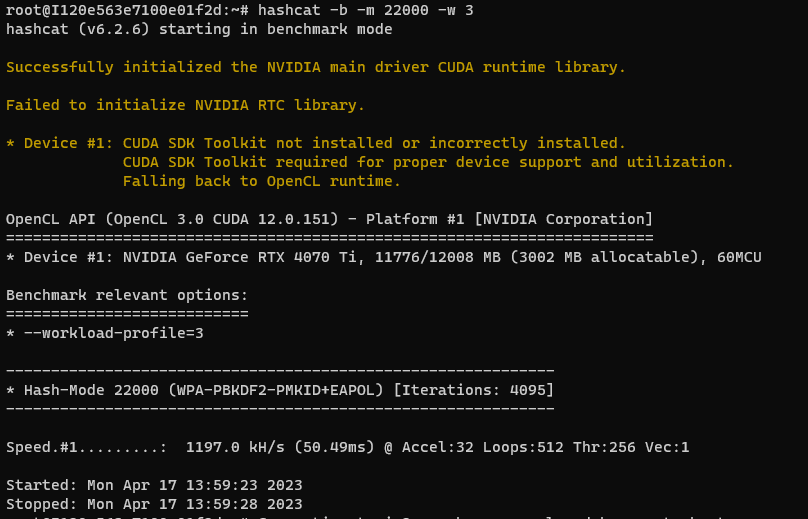 root@I120e563e7100e01f2d:~# hashcat -b -m 22000 -w 3
hashcat (v6.2.6) starting in benchmark mode
Successfully initialized the NVIDIA main driver CUDA runtime library.
Failed to initialize NVIDIA RTC library.
* Device #1: CUDA SDK Toolkit not installed or incorrectly installed.
CUDA SDK Toolkit required for proper device support and utilization.
Falling back to OpenCL runtime.
OpenCL API (OpenCL 3.0 CUDA 12.0.151) - Platform #1 [NVIDIA Corporation]
========================================================================
* Device #1: NVIDIA GeForce RTX 4070 Ti, 11776/12008 MB (3002 MB allocatable), 60MCU
Benchmark relevant options:
===========================
* --workload-profile=3
-------------------------------------------------------------
* Hash-Mode 22000 (WPA-PBKDF2-PMKID+EAPOL) [Iterations: 4095]
-------------------------------------------------------------
Speed.#1.........:  1197.0 kH/s (50.49ms) @ Accel:32 Loops:512 Thr:256 Vec:1
Started: Mon Apr 17 13:59:23 2023
Stopped: Mon Apr 17 13:59:28 2023